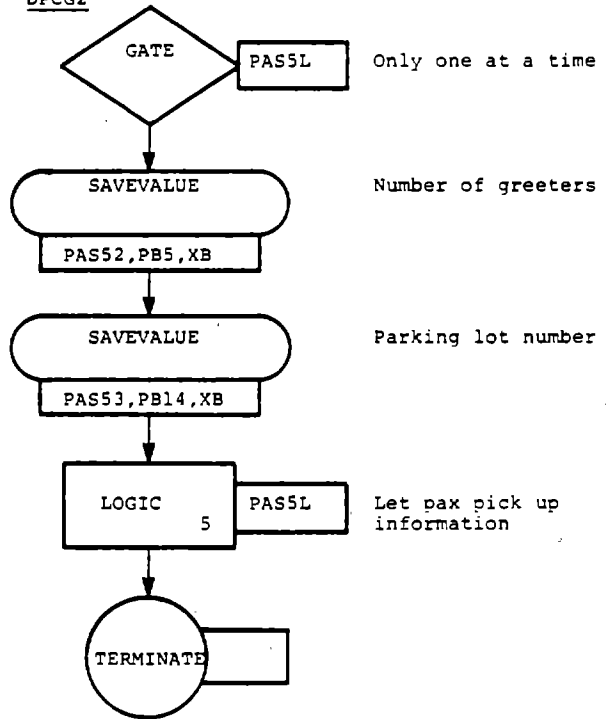 GATE
PAS5L
Only one at a time
SAVEVALUE
Number of greeters
PAS52,PB5,XB
SAVEVALUE
Parking lot number
PAS53,PB14,XB
LOGIC
5
PAS5L
Let pax pick up
information
TERMINATE